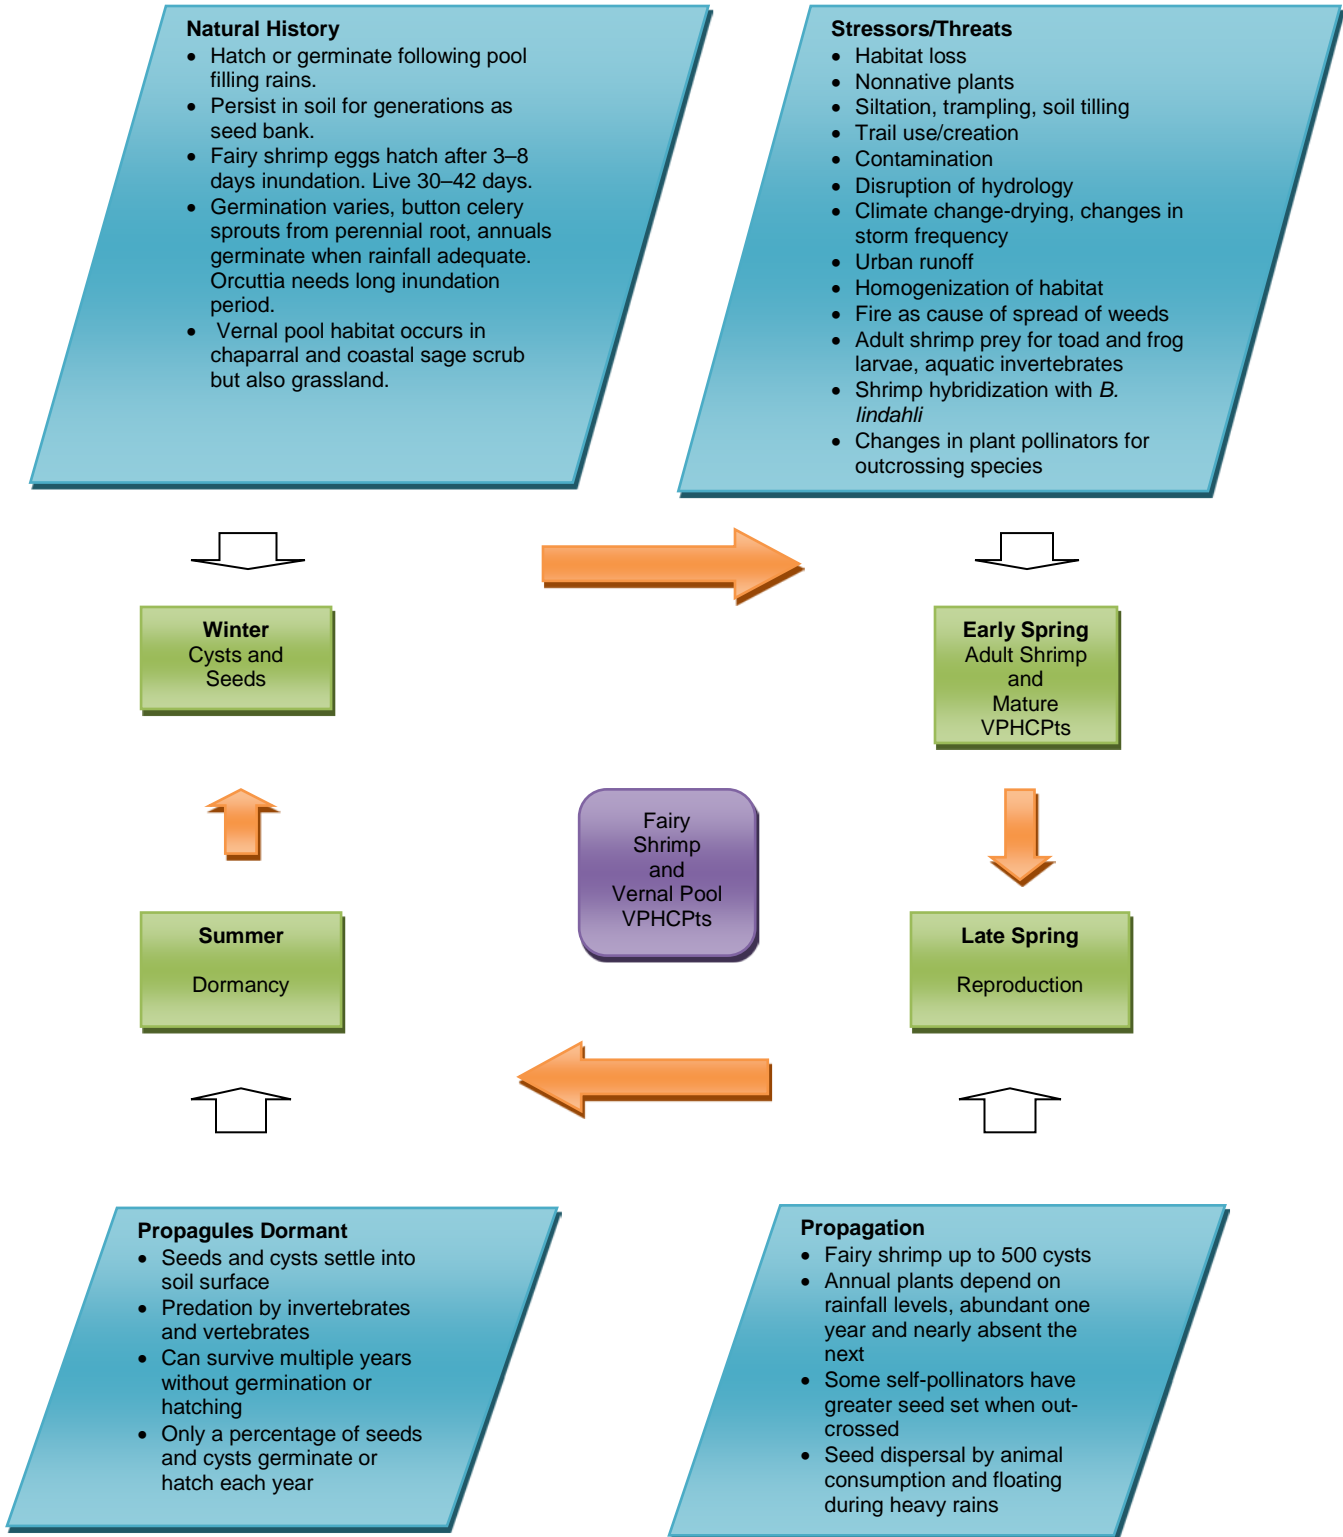 Natural History
• Hatch or germinate following pool
filling rains.
• Persist in soil for generations as
seed bank.
• Fairy shrimp eggs hatch after 3–8
days inundation. Live 30–42 days.
• Germination varies, button celery
sprouts from perennial root, annuals
germinate when rainfall adequate.
Orcuttia needs long inundation
period.
• Vernal pool habitat occurs in
chaparral and coastal sage scrub
but also grassland.
Stressors/Threats
• Habitat loss
• Nonnative plants
• Siltation, trampling, soil tilling
• Trail use/creation
• Contamination
• Disruption of hydrology
• Climate change-drying, changes in
storm frequency
• Urban runoff
• Homogenization of habitat
• Fire as cause of spread of weeds
• Adult shrimp prey for toad and frog
larvae, aquatic invertebrates
• Shrimp hybridization with B.
lindahli
• Changes in plant pollinators for
outcrossing species
Winter
Cysts and
Seeds
Early Spring
Adult Shrimp
and
Mature
VPHCPts
Fairy
Shrimp
and
Vernal Pool
VPHCPts
Summer
Dormancy
Late Spring
Reproduction
Propagules Dormant
• Seeds and cysts settle into
soil surface
• Predation by invertebrates
and vertebrates
• Can survive multiple years
without germination or
hatching
• Only a percentage of seeds
and cysts germinate or
hatch each year
Propagation
• Fairy shrimp up to 500 cysts
• Annual plants depend on
rainfall levels, abundant one
year and nearly absent the
next
• Some self-pollinators have
greater seed set when out-
crossed
• Seed dispersal by animal
consumption and floating
during heavy rains